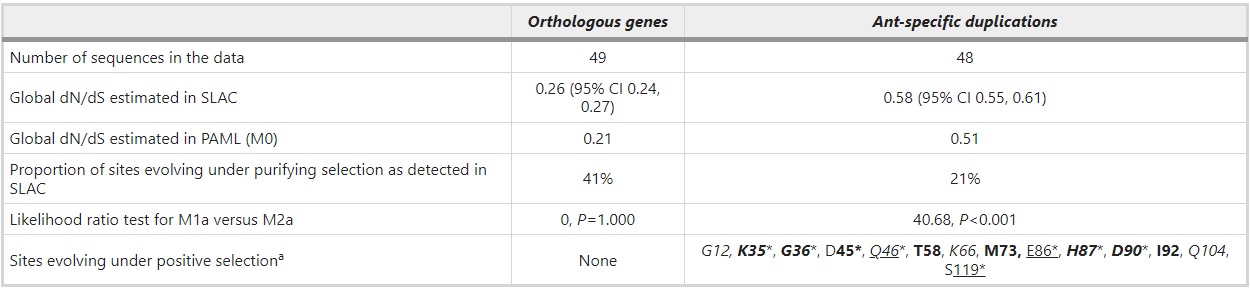 Orthologous genes Ant-specific duplications
Number of sequences in the data 49 48
Global dN/dS estimated in SLAC 0.26 (95% CI 0.24, 0.27) 0.58 (95% CI 0.55, 0.61)
Global dN/dS estimated in PAML (M0) 0.21 0.51
Proportion of sites evolving under purifying selection as detected in
SLAC 41% 21%
Likelihood ratio test for M1a versus M2a 0, P=1.000 40.68, P<0.001
Sites evolving under positive selectionᵃ None G12, K35*, G36*, D45*, Q46*, T58, K66, M73, E86*, H87*, D90*, I92, Q104,
S119*